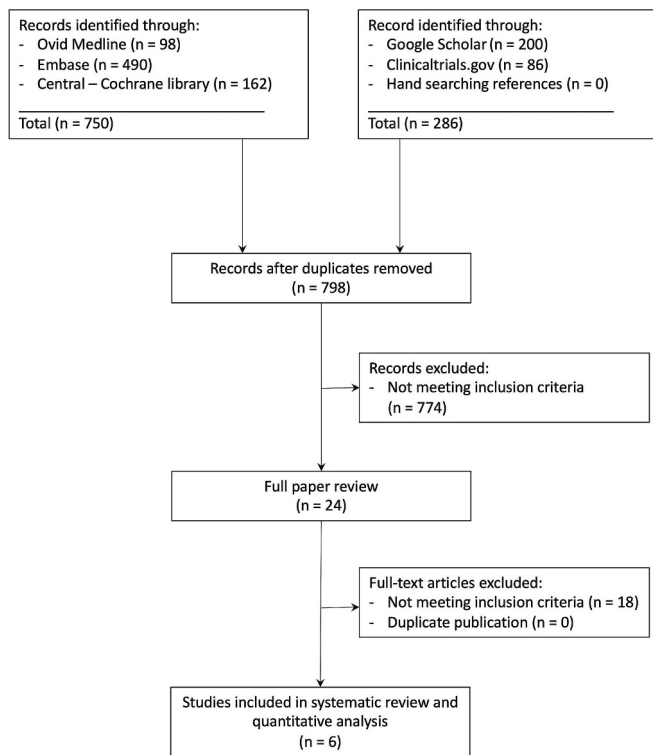 Records identified through:
- Ovid Medline (n = 98)
- Embase (n = 490)
- Central – Cochrane library (n = 162)
Total (n = 750)
Record identified through:
- Google Scholar (n = 200)
- Clinicaltrials.gov (n = 86)
- Hand searching references (n = 0)
Total (n = 286)
Records after duplicates removed
(n = 798)
Records excluded:
- Not meeting inclusion criteria
(n = 774)
Full paper review
(n = 24)
Full-text articles excluded:
- Not meeting inclusion criteria (n = 18)
- Duplicate publication (n = 0)
Studies included in systematic review and
quantitative analysis
(n = 6)